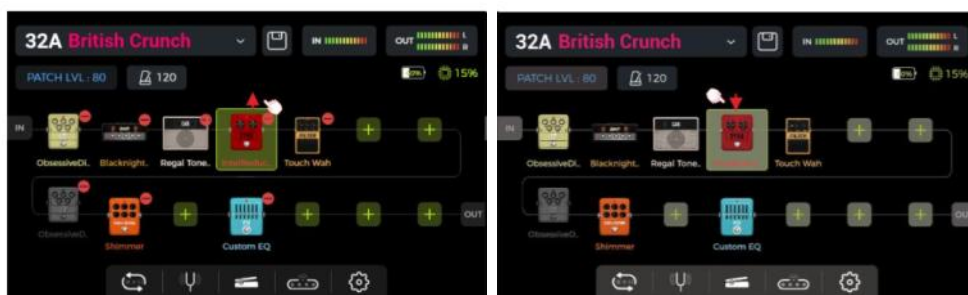 32A British Crunch
IN
OUT
L
R
PATCH LVL: 80
120
15%
IN
ObsessiveDi..
Blacknight..
Regal Tone..
Touch Wah
ObsessiveD..
Shimmer
Custom EQ
OUT
32A British Crunch
IN
OUT
L
R
PATCH LVL: 80
120
15%
IN
ObsessiveDi..
Blacknight..
Regal Tone..
Touch Wah
ObsessiveD..
Shimmer
Custom EQ